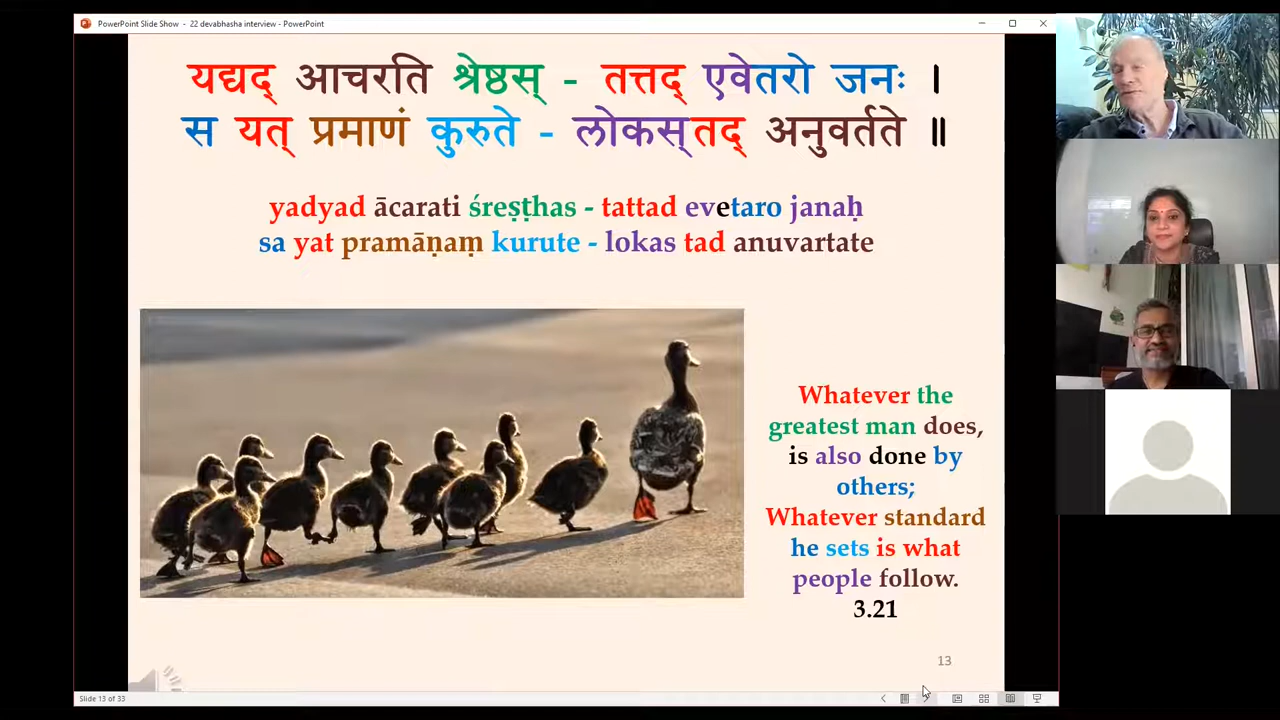 PowerPoint Slide Show - 22 devabhasha interview - PowerPoint
यद्यद् आचरति श्रेष्ठस् - तत्तद् एवेतरो जनः ।
स यत् प्रमाणं कुरुते - लोकस् तद् अनुवर्तते ॥
yadyad ācarati śreṣṭhas - tattad evetaro janaḥ
sa yat pramāṇaṃ kurute - lokas tad anuvartate
Whatever the
greatest man does,
is also done by
others;
Whatever standard
he sets is what
people follow.
3.21
13
Slide 13 of 33